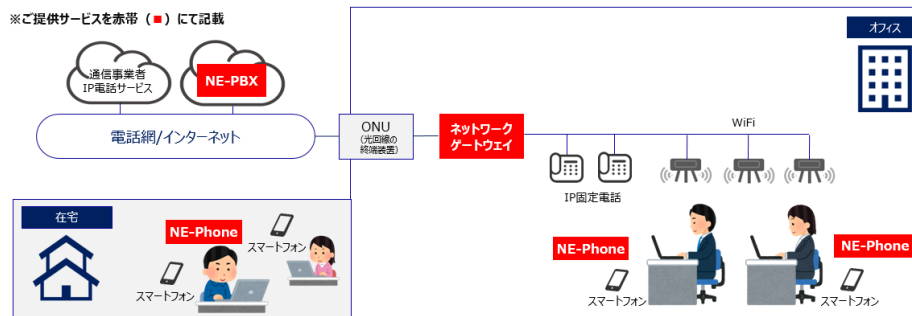 ※ご提供サービスを赤帯（■）にて記載
オフィス
通信事業者
IP電話サービス
NE-PBX
電話網/インターネット
ONU
（光回線の
終端装置）
ネットワーク
ゲートウェイ
WiFi
IP固定電話
在宅
NE-Phone
スマートフォン
スマートフォン
NE-Phone
スマートフォン
NE-Phone
スマートフォン